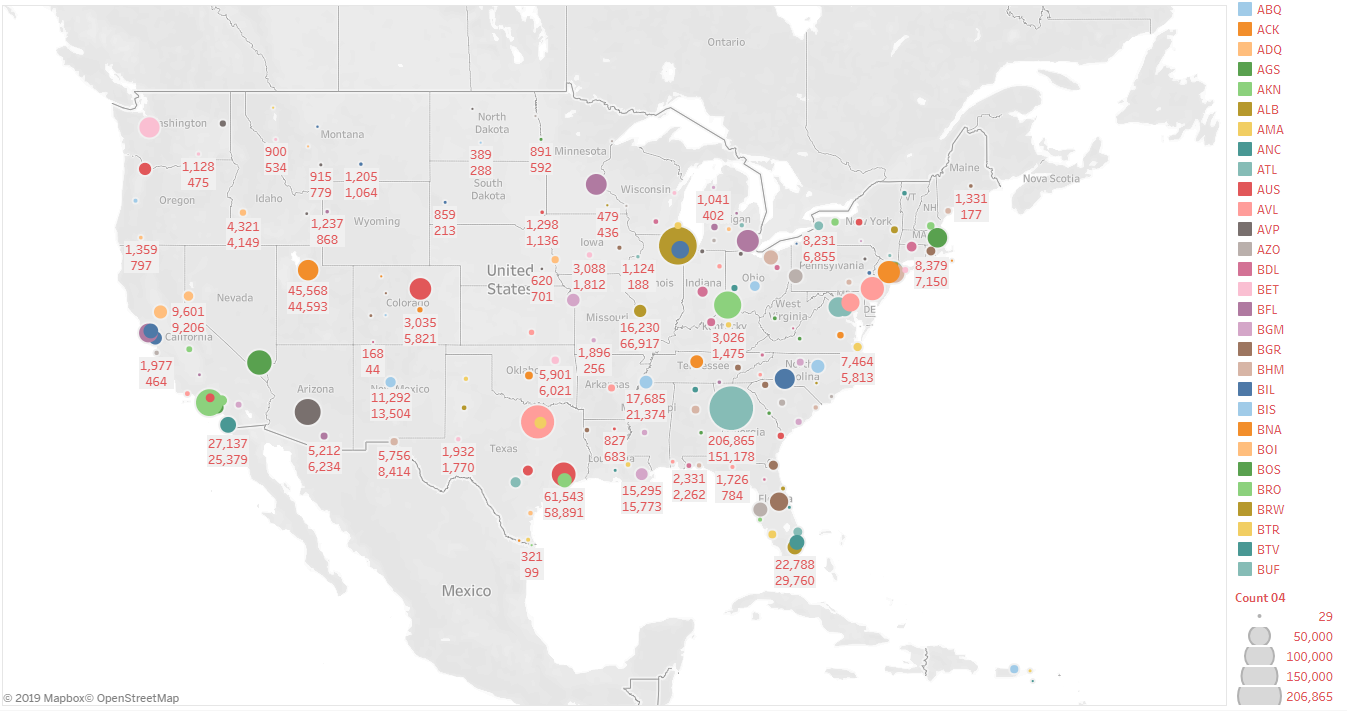 Ontario
North
Dakota
Montana
Minnesota
Maine
Nova Scotia
Washington
Oregon
Idaho
South
Dakota
Wyoming
Wisconsin
VT
NH
New York
MA
Iowa
Nevada
United
States
Colorado
Indiana
Ohio
Pennsylvania
West
Virginia
DE
California
Missouri
Kentucky
Arizona
New Mexico
Arkansas
Tennessee
Texas
Mexico
1,128
475
900
534
915
779
1,205
1,064
389
288
891
592
1,041
402
1,331
177
1,359
797
4,321
4,149
1,237
868
859
213
1,298
1,136
479
436
8,231
6,855
8,379
7,150
45,568
44,593
620
701
3,088
1,812
1,124
188
9,601
9,206
3,035
5,821
16,230
66,917
3,026
1,475
1,977
464
168
44
1,896
256
7,464
5,813
5,901
6,021
11,292
13,504
17,685
21,374
27,137
25,379
5,212
6,234
5,756
8,414
1,932
1,770
827
683
206,865
151,178
61,543
58,891
15,295
15,773
2,331
2,262
1,726
784
321
99
22,788
29,760
© 2019 Mapbox© OpenStreetMap
ABQ
ACK
ADQ
AGS
AKN
ALB
AMA
ANC
ATL
AUS
AVL
AVP
AZO
BDL
BET
BFL
BGM
BGR
BHM
BIL
BIS
BNA
BOI
BOS
BRO
BRW
BTR
BTV
BUF
Count 04
29
50,000
100,000
150,000
206,865